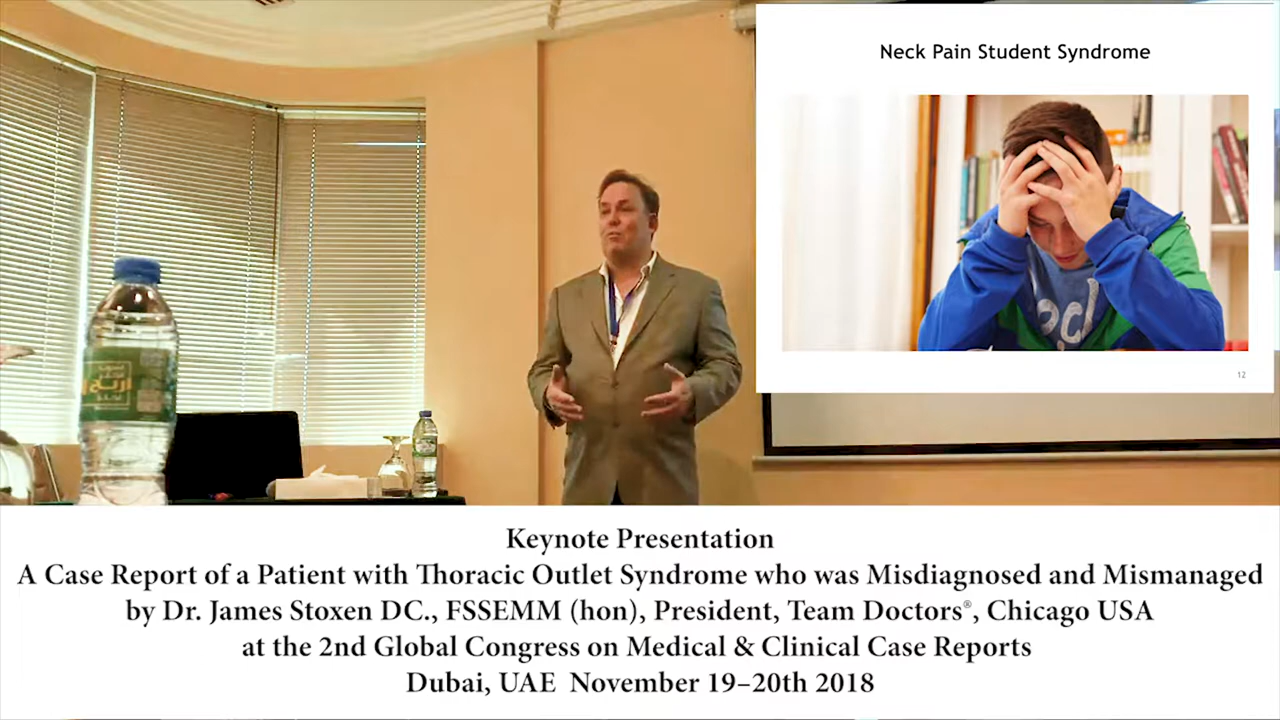 Neck Pain Student Syndrome
12
Keynote Presentation
A Case Report of a Patient with Thoracic Outlet Syndrome who was Misdiagnosed and Mismanaged
by Dr. James Stoxen DC., FSSEMM (hon), President, Team Doctors®, Chicago USA
at the 2nd Global Congress on Medical & Clinical Case Reports
Dubai, UAE November 19–20th 2018